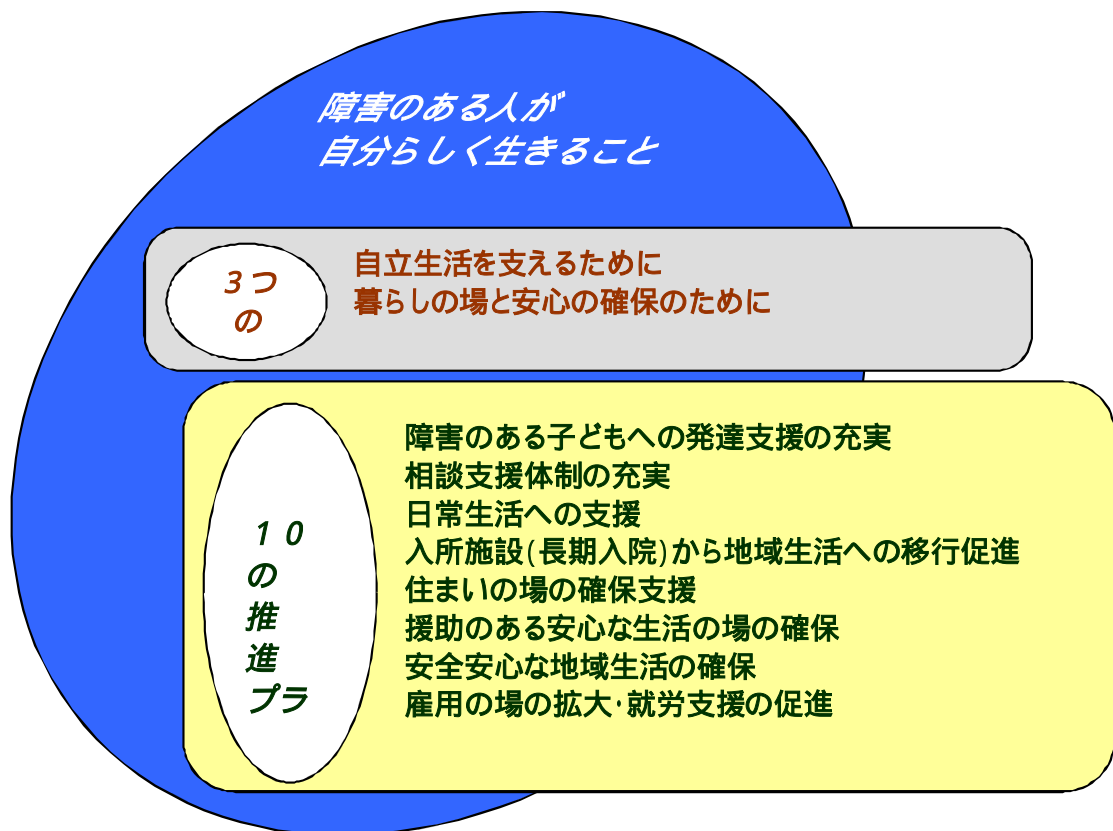 障害のある人が
自分らしく生きること
３つ
の
自立生活を支えるために
暮らしの場と安心の確保のために
１０
の
推
進
プラ
障害のある子どもへの発達支援の充実
相談支援体制の充実
日常生活への支援
入所施設(長期入院)から地域生活への移行促進
住まいの場の確保支援
援助のある安心な生活の場の確保
安全安心な地域生活の確保
雇用の場の拡大･就労支援の促進